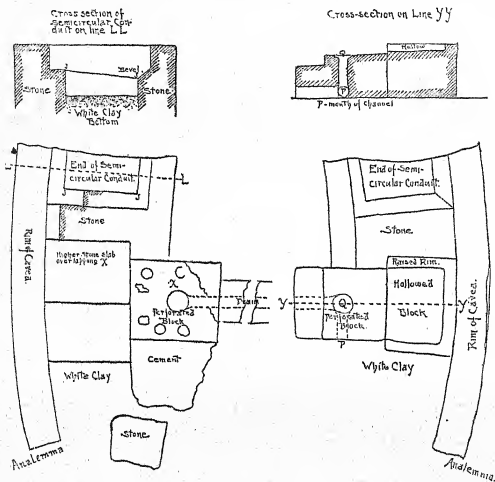 Cross section of
semicircular Con-
duit on line LL
Bevel
Stone
Stone
White Clay
Bottom
Cross-section on Line YY
Hollow
Q
P
P-mouth of channel
L
L
End of Semi-
circular Conduit.
Stone
Rim of Cavea.
Higher stone slab
overlapping X
C
X
Perforated
Block
Cement
White Clay
Stone
Analemma
End of Semi-
circular Conduit.
Stone
Raised Rim.
Hollowed
Block
Y
Q
Y
Perforated
Block.
P
White Clay
Rim of Cavea.
Analemma.